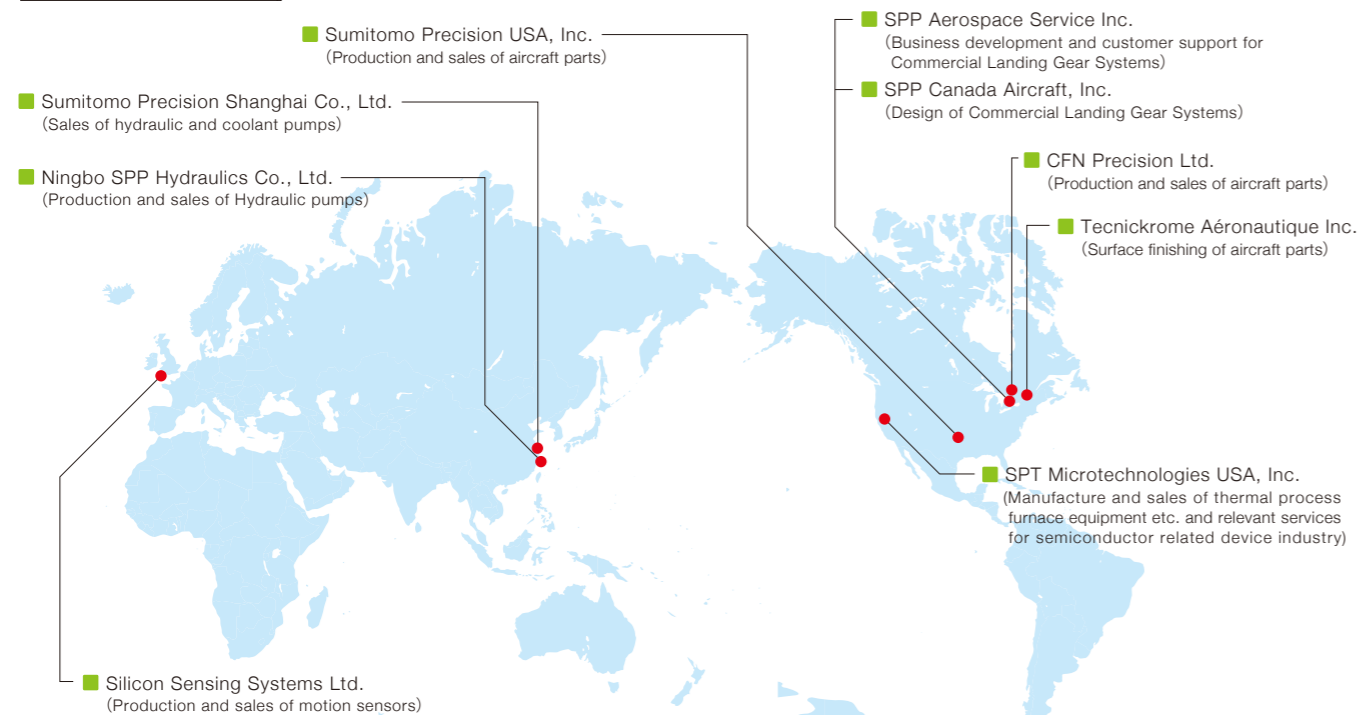 Sumitomo Precision USA, Inc.
(Production and sales of aircraft parts)
Sumitomo Precision Shanghai Co., Ltd.
(Sales of hydraulic and coolant pumps)
Ningbo SPP Hydraulics Co., Ltd.
(Production and sales of Hydraulic pumps)
SPP Aerospace Service Inc.
(Business development and customer support for
Commercial Landing Gear Systems)
SPP Canada Aircraft, Inc.
(Design of Commercial Landing Gear Systems)
CFN Precision Ltd.
(Production and sales of aircraft parts)
Tecnickrome Aéronautique Inc.
(Surface finishing of aircraft parts)
SPT Microtechnologies USA, Inc.
(Manufacture and sales of thermal process
furnace equipment etc. and relevant services
for semiconductor related device industry)
Silicon Sensing Systems Ltd.
(Production and sales of motion sensors)